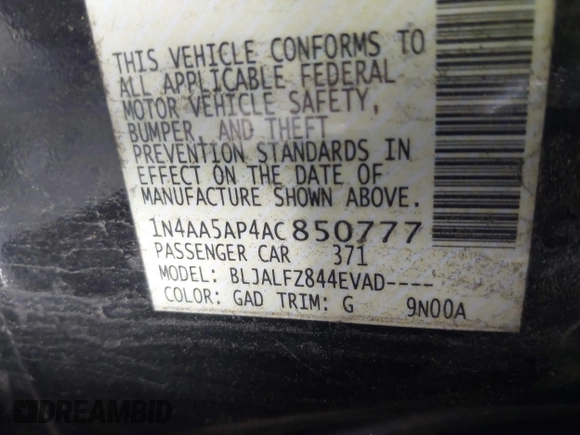 THIS VEHICLE CONFORMS TO
ALL APPLICABLE FEDERAL
MOTOR VEHICLE SAFETY,
BUMPER, AND THEFT
PREVENTION STANDARDS IN
EFFECT ON THE DATE OF
MANUFACTURE SHOWN ABOVE.
1N4AA5AP4AC850777
PASSENGER CAR 371
MODEL: BLJALFZ844EVAD----
COLOR: GAD TRIM: G 9N00A
DREAMBID